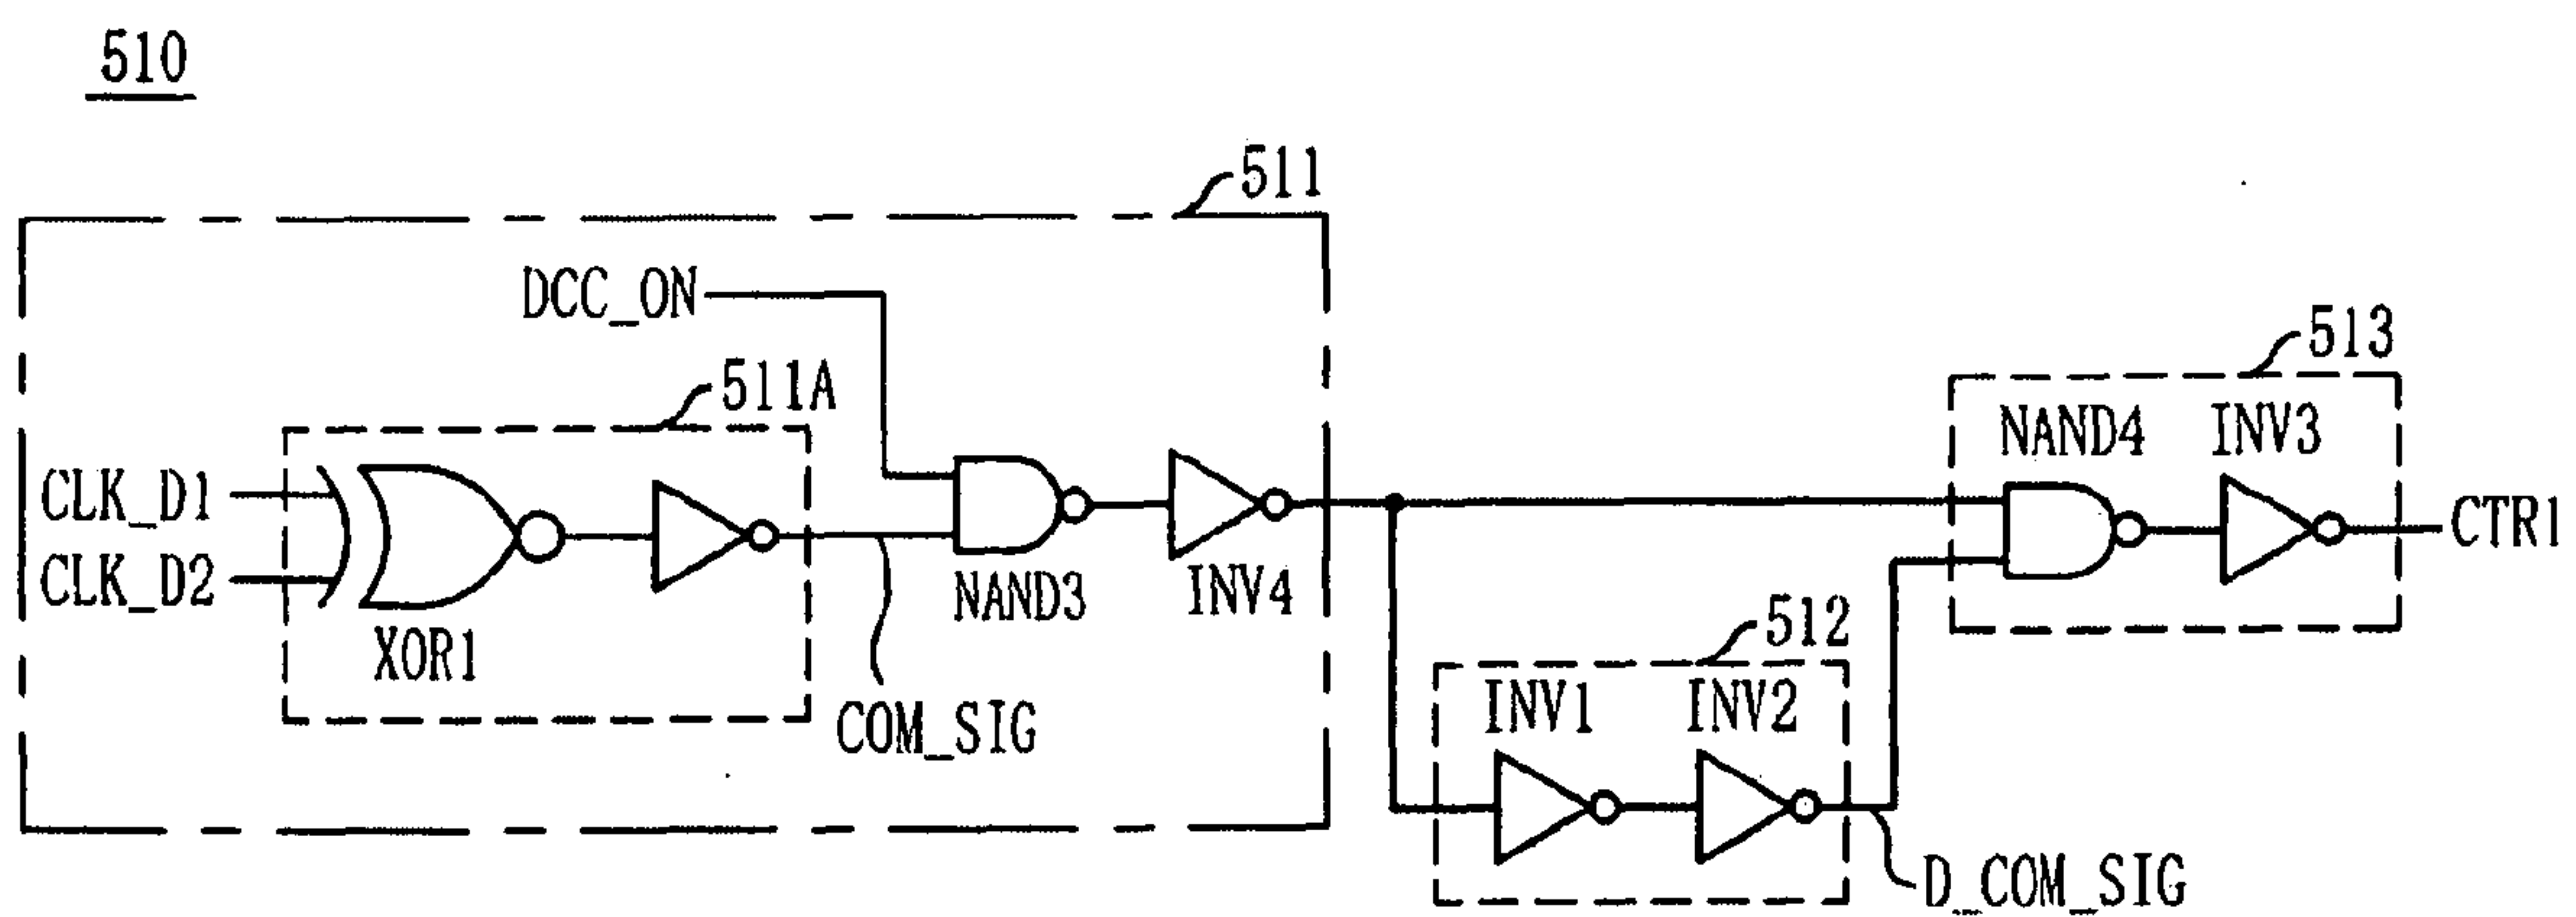 510
511
DCC_ON
513
511A
NAND4 INV3
CLK_D1
CTR1
CLK_D2
NAND3
INV4
XOR1
512
COM_SIG
INV1 INV2
D_COM_SIG